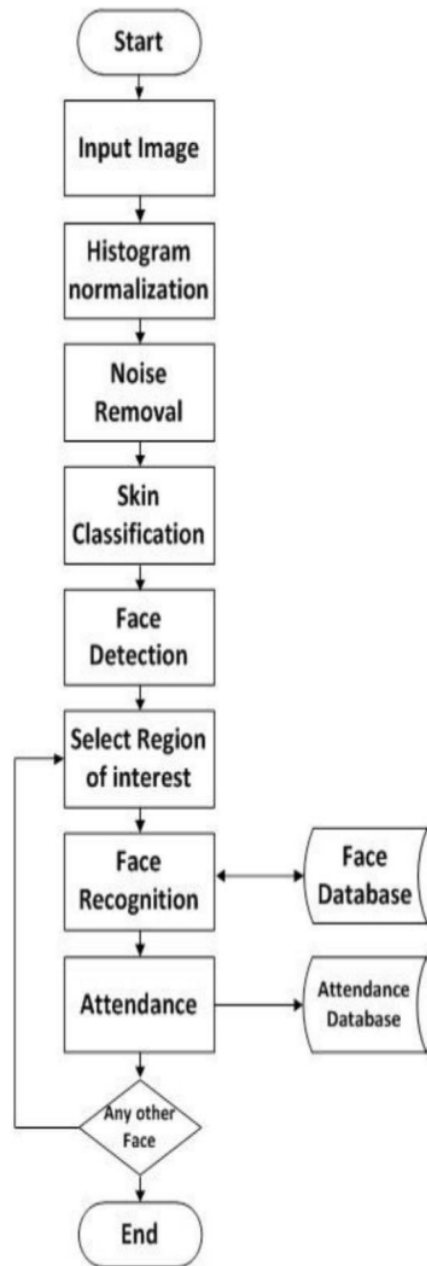 Start
Input Image
Histogram
normalization
Noise
Removal
Skin
Classification
Face
Detection
Select Region
of interest
Face
Recognition
Face
Database
Attendance
Attendance
Database
Any other
Face
End